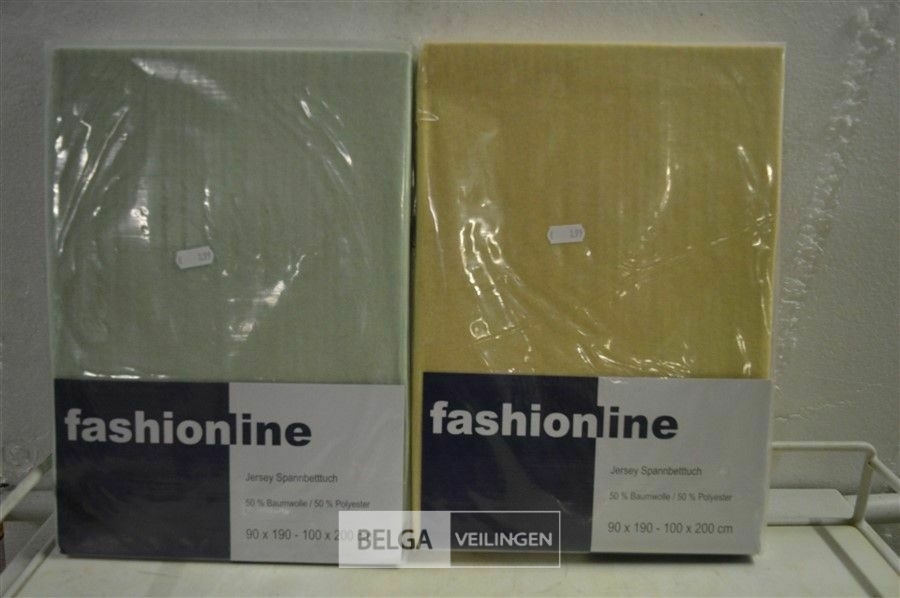 fashionline
Jersey Spannbetttuch
50 % Baumwolle / 50 % Polyester
90 x 190 - 100 x 200 cm
fashionline
Jersey Spannbetttuch
50 % Baumwolle / 50 % Polyester
90 x 190 - 100 x 200 cm
BELGA VEILINGEN